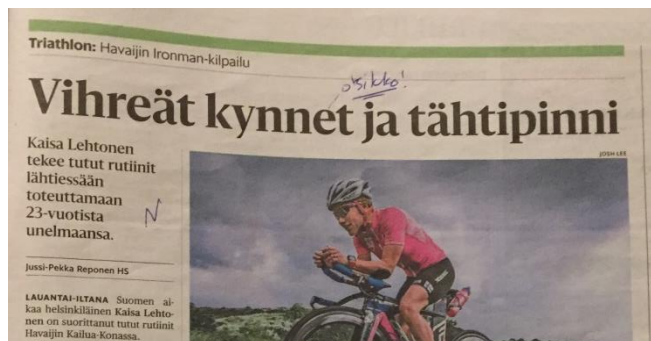 Triathlon: Havaijin Ironman-kilpailu
otsikko!
Vihreät kynnet ja tähtipinni
JOSH LEE
Kaisa Lehtonen
tekee tutut rutiinit
lähtiessään
toteuttamaan
23-vuotista
unelmaansa.
N
Jussi-Pekka Reponen HS
LAUANTAI-ILTANA Suomen ai-
kaa helsinkiläinen Kaisa Lehto-
nen on suorittanut tutut rutiinit
Havaijin Kailua-Konassa.